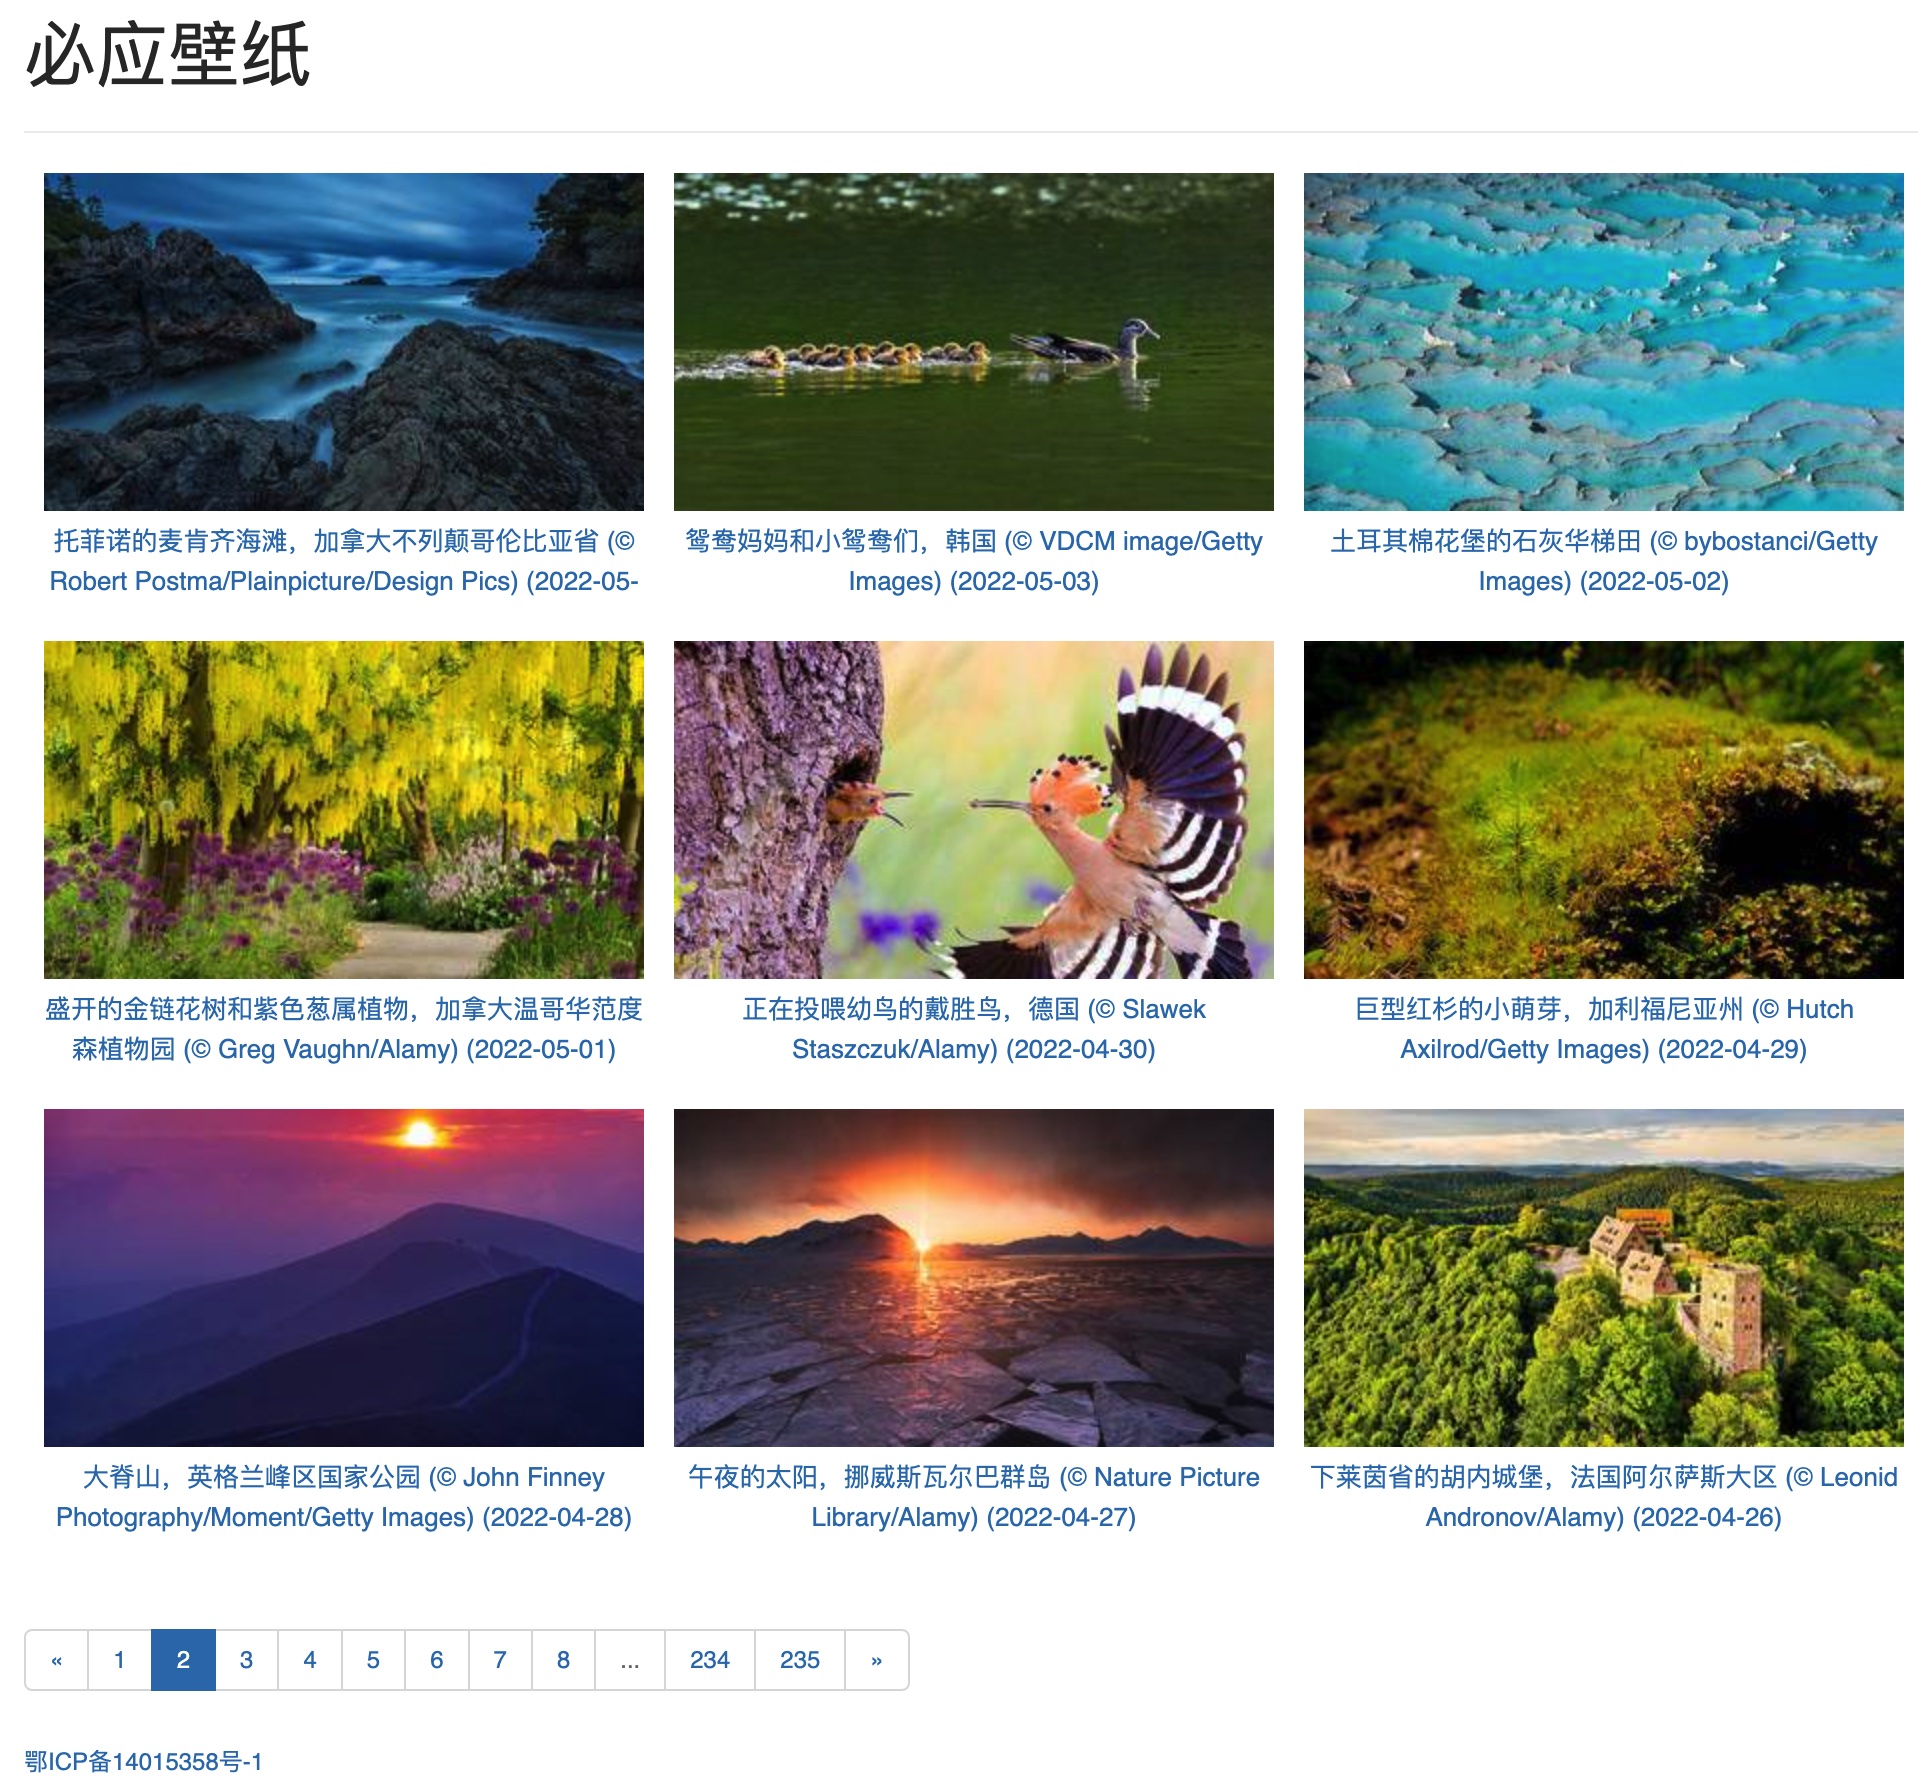 必应壁纸
托菲诺的麦肯齐海滩，加拿大不列颠哥伦比亚省 (©
Robert Postma/Plainpicture/Design Pics) (2022-05-
鸳鸯妈妈和小鸳鸯们，韩国 (© VDCM image/Getty
Images) (2022-05-03)
土耳其棉花堡的石灰华梯田 (© bybostanci/Getty
Images) (2022-05-02)
盛开的金链花树和紫色葱属植物，加拿大温哥华范度
森植物园 (© Greg Vaughn/Alamy) (2022-05-01)
正在投喂幼鸟的戴胜鸟，德国 (© Slawek
Staszczuk/Alamy) (2022-04-30)
巨型红杉的小萌芽，加利福尼亚州 (© Hutch
Axilrod/Getty Images) (2022-04-29)
大脊山，英格兰峰区国家公园 (© John Finney
Photography/Moment/Getty Images) (2022-04-28)
午夜的太阳，挪威斯瓦尔巴群岛 (© Nature Picture
Library/Alamy) (2022-04-27)
下莱茵省的胡内城堡，法国阿尔萨斯大区 (© Leonid
Andronov/Alamy) (2022-04-26)
« 1 2 3 4 5 6 7 8 ... 234 235 »
鄂ICP备14015358号-1